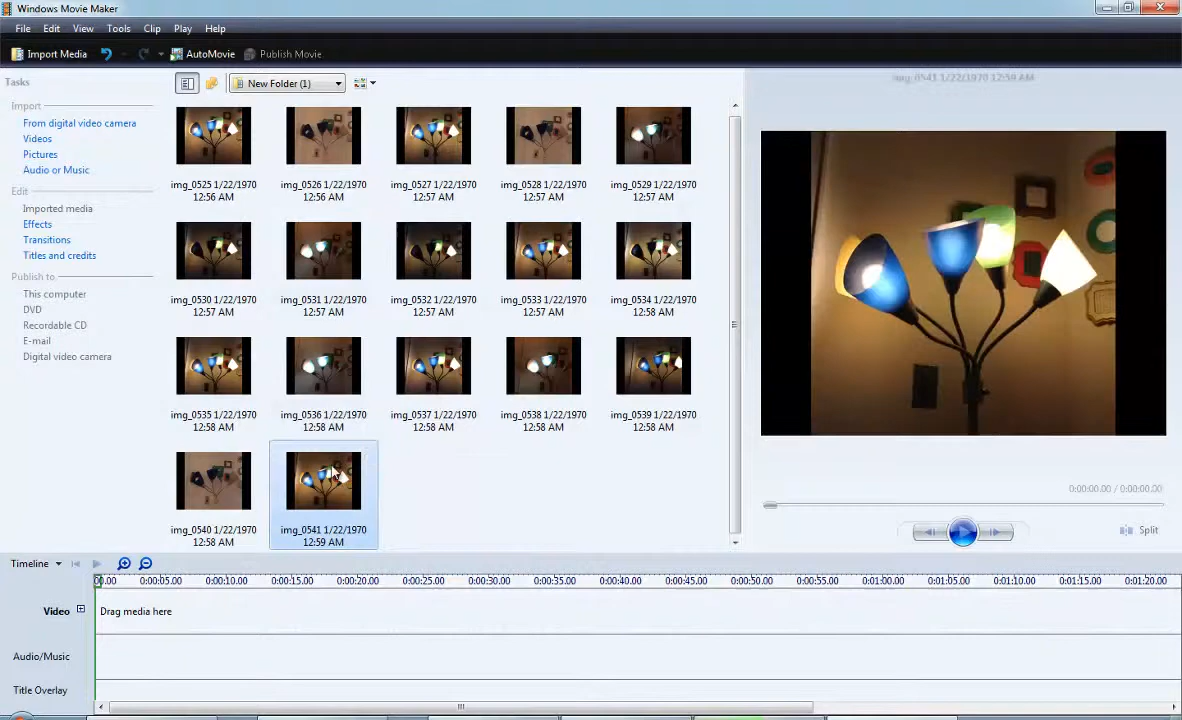 Windows Movie Maker
File Edit View Tools Clip Play Help
Import Media AutoMovie Publish Movie
Tasks
Import
From digital video camera
Videos
Pictures
Audio or Music
Edit
Imported media
Effects
Transitions
Titles and credits
Publish to
This computer
DVD
Recordable CD
E-mail
Digital video camera
New Folder (1)
img_0525 1/22/1970 12:56 AM
img_0526 1/22/1970 12:56 AM
img_0527 1/22/1970 12:57 AM
img_0528 1/22/1970 12:57 AM
img_0529 1/22/1970 12:57 AM
img_0530 1/22/1970 12:57 AM
img_0531 1/22/1970 12:57 AM
img_0532 1/22/1970 12:57 AM
img_0533 1/22/1970 12:57 AM
img_0534 1/22/1970 12:58 AM
img_0535 1/22/1970 12:58 AM
img_0536 1/22/1970 12:58 AM
img_0537 1/22/1970 12:58 AM
img_0538 1/22/1970 12:58 AM
img_0539 1/22/1970 12:58 AM
img_0540 1/22/1970 12:58 AM
img_0541 1/22/1970 12:59 AM
img_0541 1/22/1970 12:59 AM
0:00:00.00 / 0:00:00.00
Split
Timeline
00.00 0:00:05.00 0:00:10.00 0:00:15.00 0:00:20.00 0:00:25.00 0:00:30.00 0:00:35.00 0:00:40.00 0:00:45.00 0:00:50.00 0:00:55.00 0:01:00.00 0:01:05.00 0:01:10.00 0:01:15.00 0:01:20.00
Video Drag media here
Audio/Music
Title Overlay